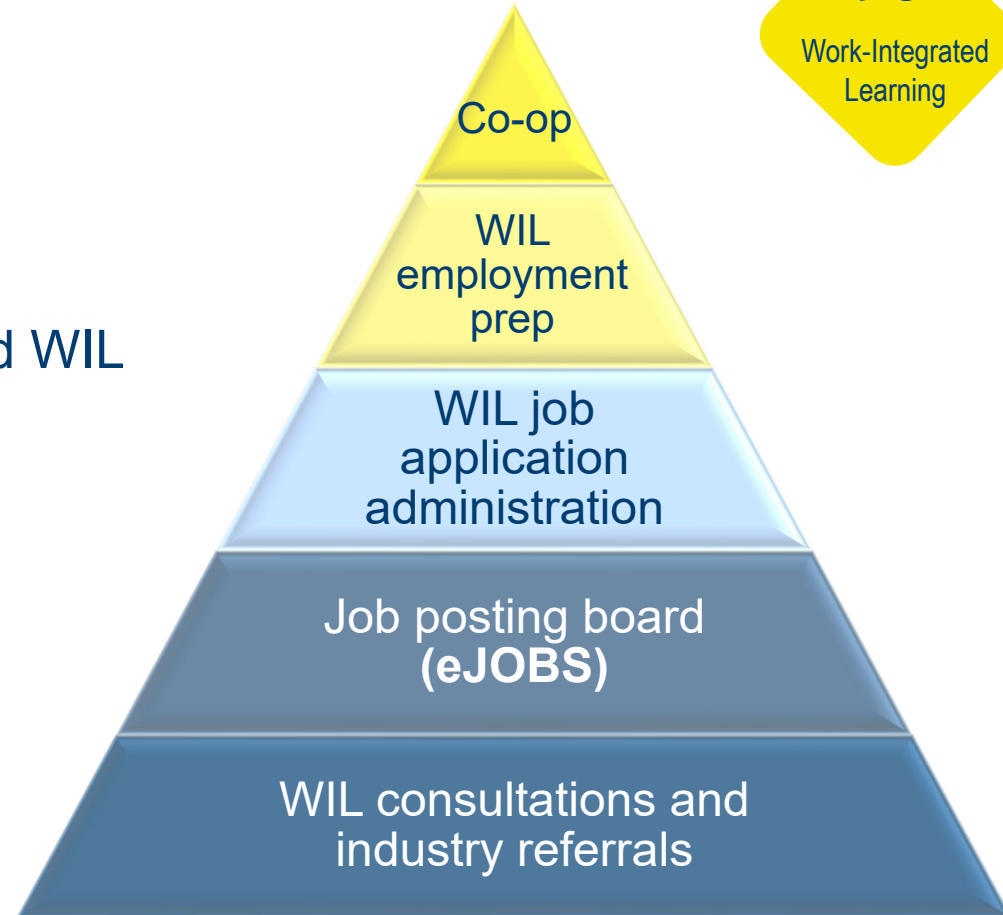 Work-Integrated
Learning
Co-op
WIL
employment
prep
WIL
WIL job
application
administration
Job posting board
(eJOBS)
WIL consultations and
industry referrals